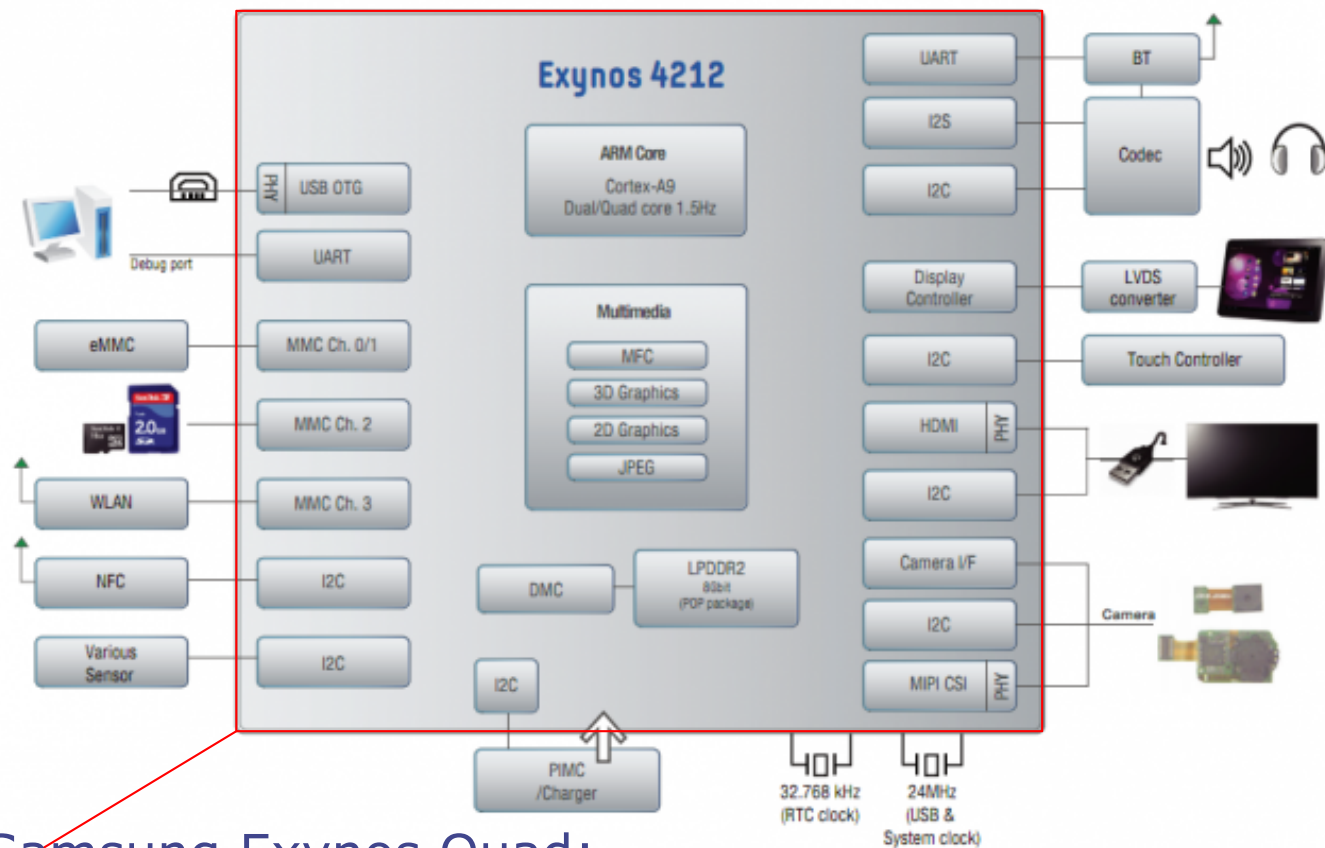 Exynos 4212
ARM Core
Cortex-A9
Dual/Quad core 1.5Hz
Multimedia
MFC
3D Graphics
2D Graphics
JPEG
DMC
LPDDR2
8Gbit
(POP package)
I2C
PIMC
/Charger
PHY
USB OTG
UART
Debug port
eMMC
MMC Ch. 0/1
MMC Ch. 2
2.0
WLAN
MMC Ch. 3
NFC
I2C
Various
Sensor
I2C
UART
BT
I2S
Codec
I2C
Display
Controller
LVDS
converter
I2C
Touch Controller
HDMI
PHY
I2C
Camera I/F
I2C
Camera
MIPI CSI
PHY
32.768 kHz
(RTC clock)
24MHz
(USB &
System clock)
Samsung Exynos Quad: